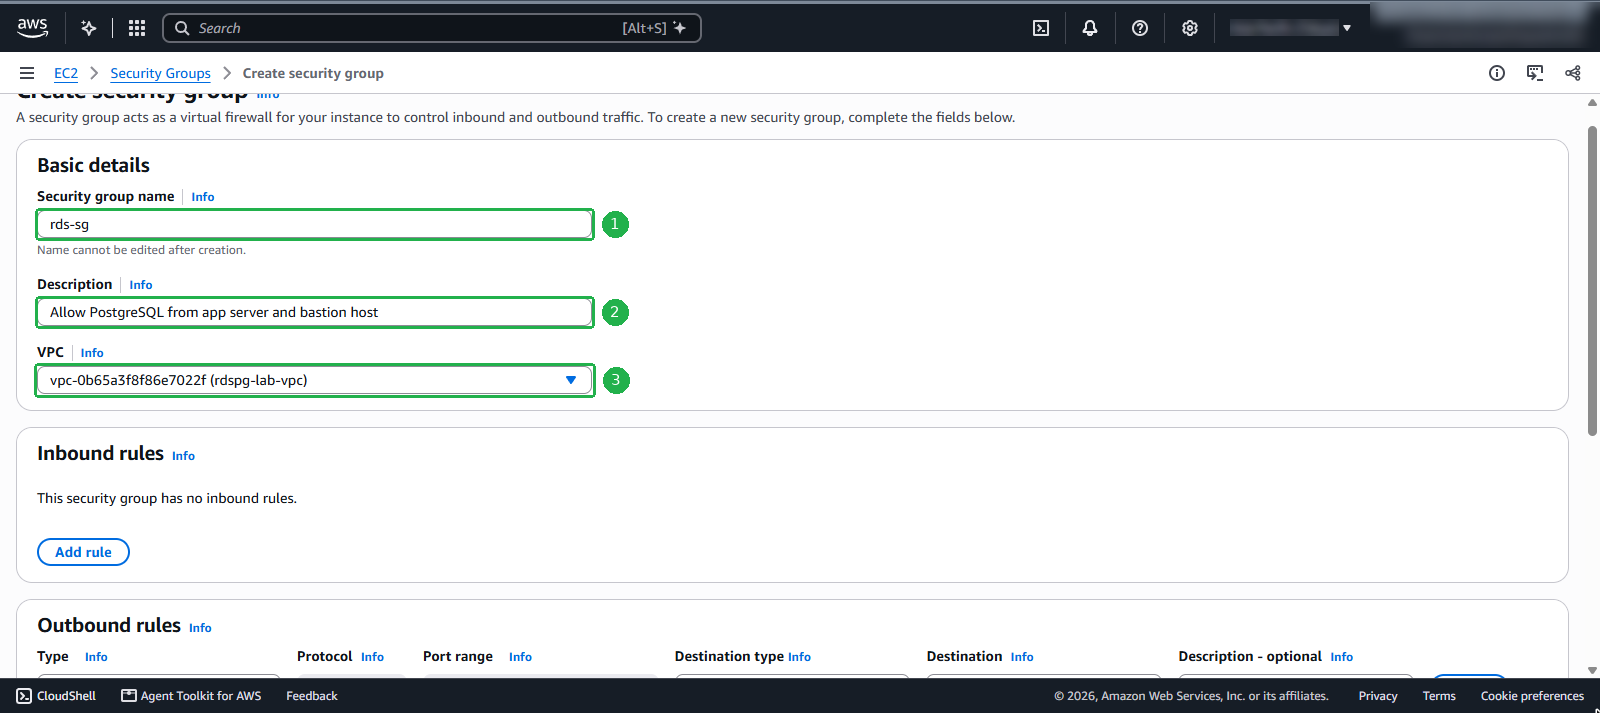 aws
Search [Alt+S]
EC2 > Security Groups > Create security group
Create security group Info
A security group acts as a virtual firewall for your instance to control inbound and outbound traffic. To create a new security group, complete the fields below.
Basic details
Security group name Info
rds-sg 1
Name cannot be edited after creation.
Description Info
Allow PostgreSQL from app server and bastion host 2
VPC Info
vpc-0b65a3f8f86e7022f (rdspg-lab-vpc) 3
Inbound rules Info
This security group has no inbound rules.
Add rule
Outbound rules Info
Type Info Protocol Info Port range Info Destination type Info Destination Info Description - optional Info
CloudShell Agent Toolkit for AWS Feedback © 2026, Amazon Web Services, Inc. or its affiliates. Privacy Terms Cookie preferences